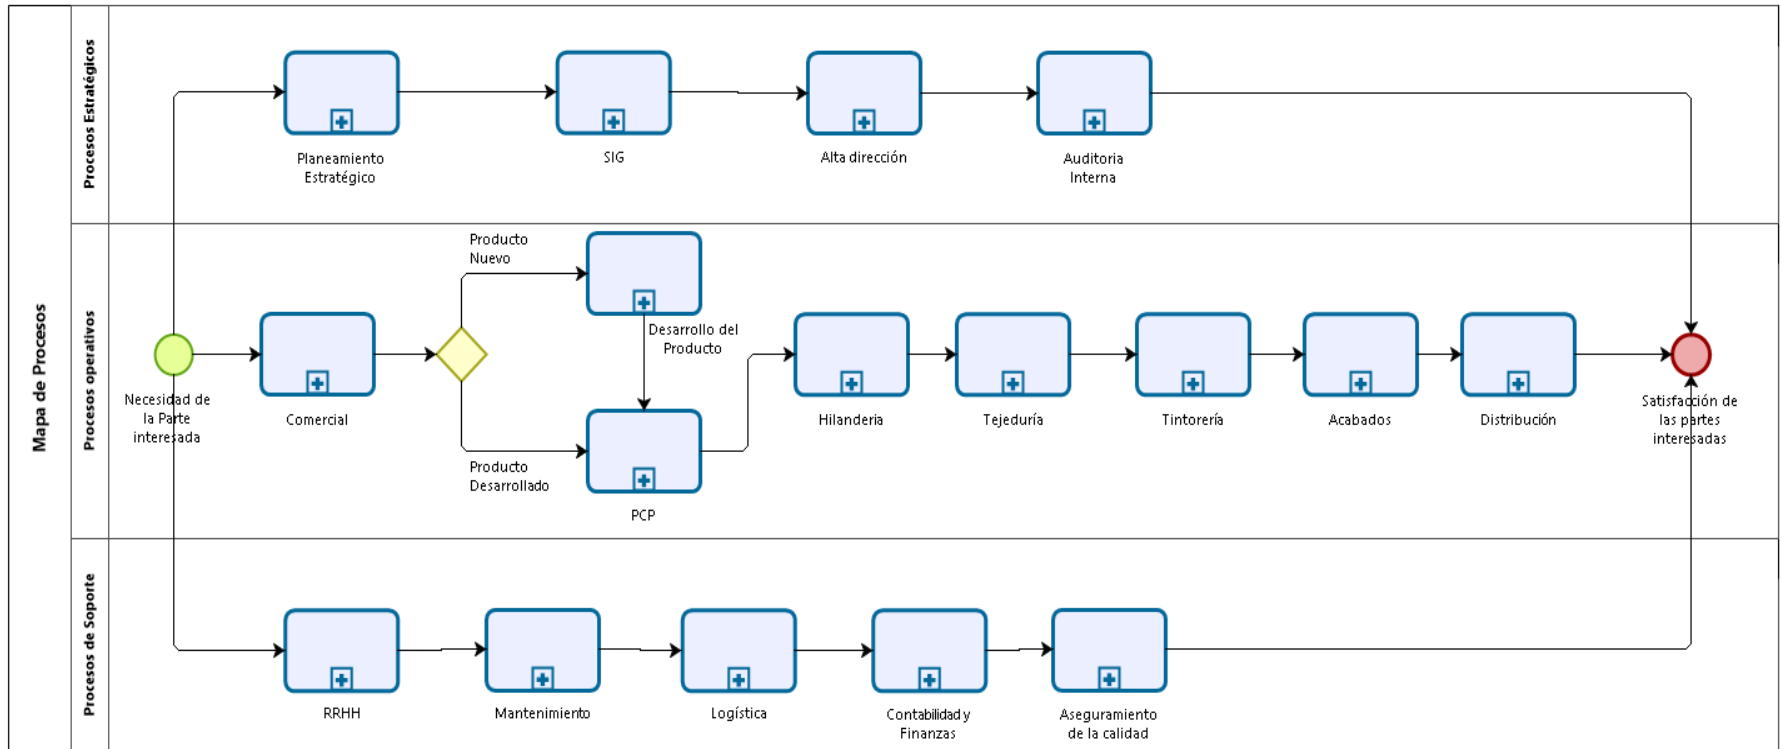 Mapa de Procesos
Procesos Estratégicos
Planeamiento
Estratégico
SIG
Alta dirección
Auditoria
Interna
Procesos operativos
Necesidad de
la Parte
interesada
Comercial
Producto
Nuevo
Producto
Desarrollado
Desarrollo del
Producto
PCP
Hilanderia
Tejeduría
Tintorería
Acabados
Distribución
Satisfacción de
las partes
interesadas
Procesos de Soporte
RRHH
Mantenimiento
Logística
Contabilidad y
Finanzas
Aseguramiento
de la calidad